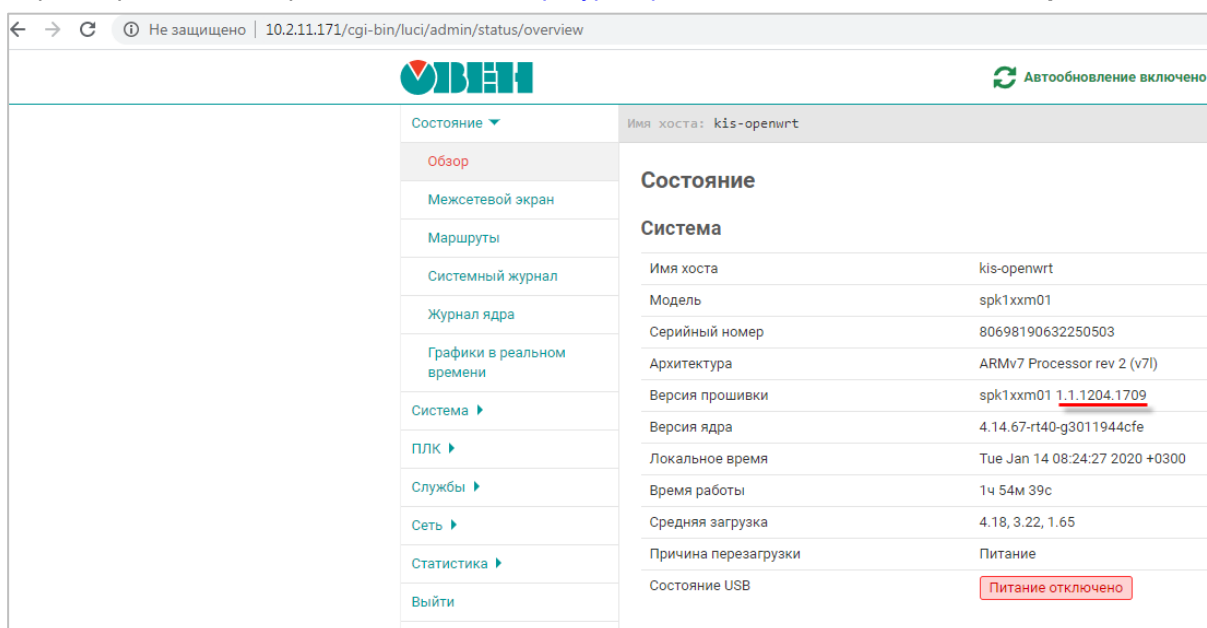 Не защищено | 10.2.11.171/cgi-bin/luci/admin/status/overview
ОВЕН
Автообновление включено
Состояние
Обзор
Межсетевой экран
Маршруты
Системный журнал
Журнал ядра
Графики в реальном
времени
Система
ПЛК
Службы
Сеть
Статистика
Выйти
Имя хоста: kis-openwrt
Состояние
Система
Имя хоста kis-openwrt
Модель spk1xxm01
Серийный номер 80698190632250503
Архитектура ARMv7 Processor rev 2 (v7l)
Версия прошивки spk1xxm01 1.1.1204.1709
Версия ядра 4.14.67-rt40-g3011944cfe
Локальное время Tue Jan 14 08:24:27 2020 +0300
Время работы 1ч 54м 39с
Средняя загрузка 4.18, 3.22, 1.65
Причина перезагрузки Питание
Состояние USB Питание отключено